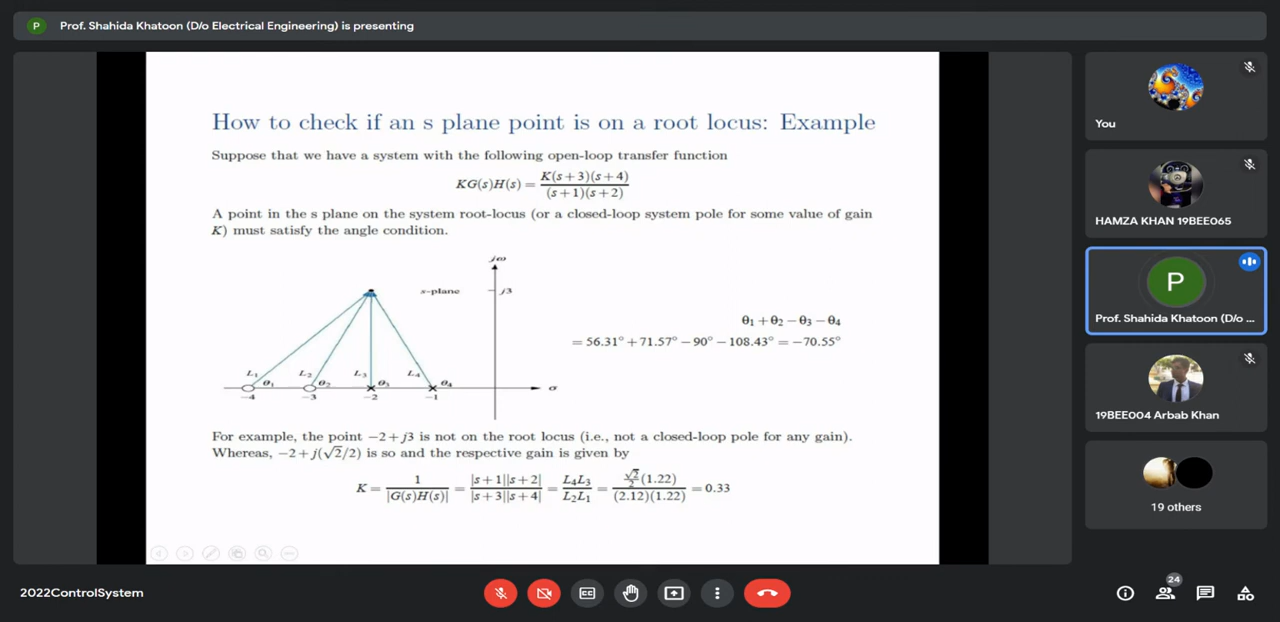 P
Prof. Shahida Khatoon (D/o Electrical Engineering) is presenting
How to check if an s plane point is on a root locus: Example
Suppose that we have a system with the following open-loop transfer function
KG(s)H(s) = K(s+3)(s+4) / (s+1)(s+2)
A point in the s plane on the system root-locus (or a closed-loop system pole for some value of gain
K) must satisfy the angle condition.
jω
s-plane
j3
θ₁ + θ₂ − θ₃ − θ₄
= 56.31° + 71.57° − 90° − 108.43° = −70.55°
L₁ θ₁ L₂ θ₂ L₃ θ₃ L₄ θ₄
σ
−4 −3 −2 −1
For example, the point −2 + j3 is not on the root locus (i.e., not a closed-loop pole for any gain).
Whereas, −2 + j(√2/2) is so and the respective gain is given by
K = 1 / |G(s)H(s)| = |s+1||s+2| / |s+3||s+4| = L₄L₃ / L₂L₁ = √2/2 (1.22) / (2.12)(1.22) = 0.33
You
HAMZA KHAN 19BEE065
P
Prof. Shahida Khatoon (D/o ...
19BEE004 Arbab Khan
19 others
2022ControlSystem
CC
24